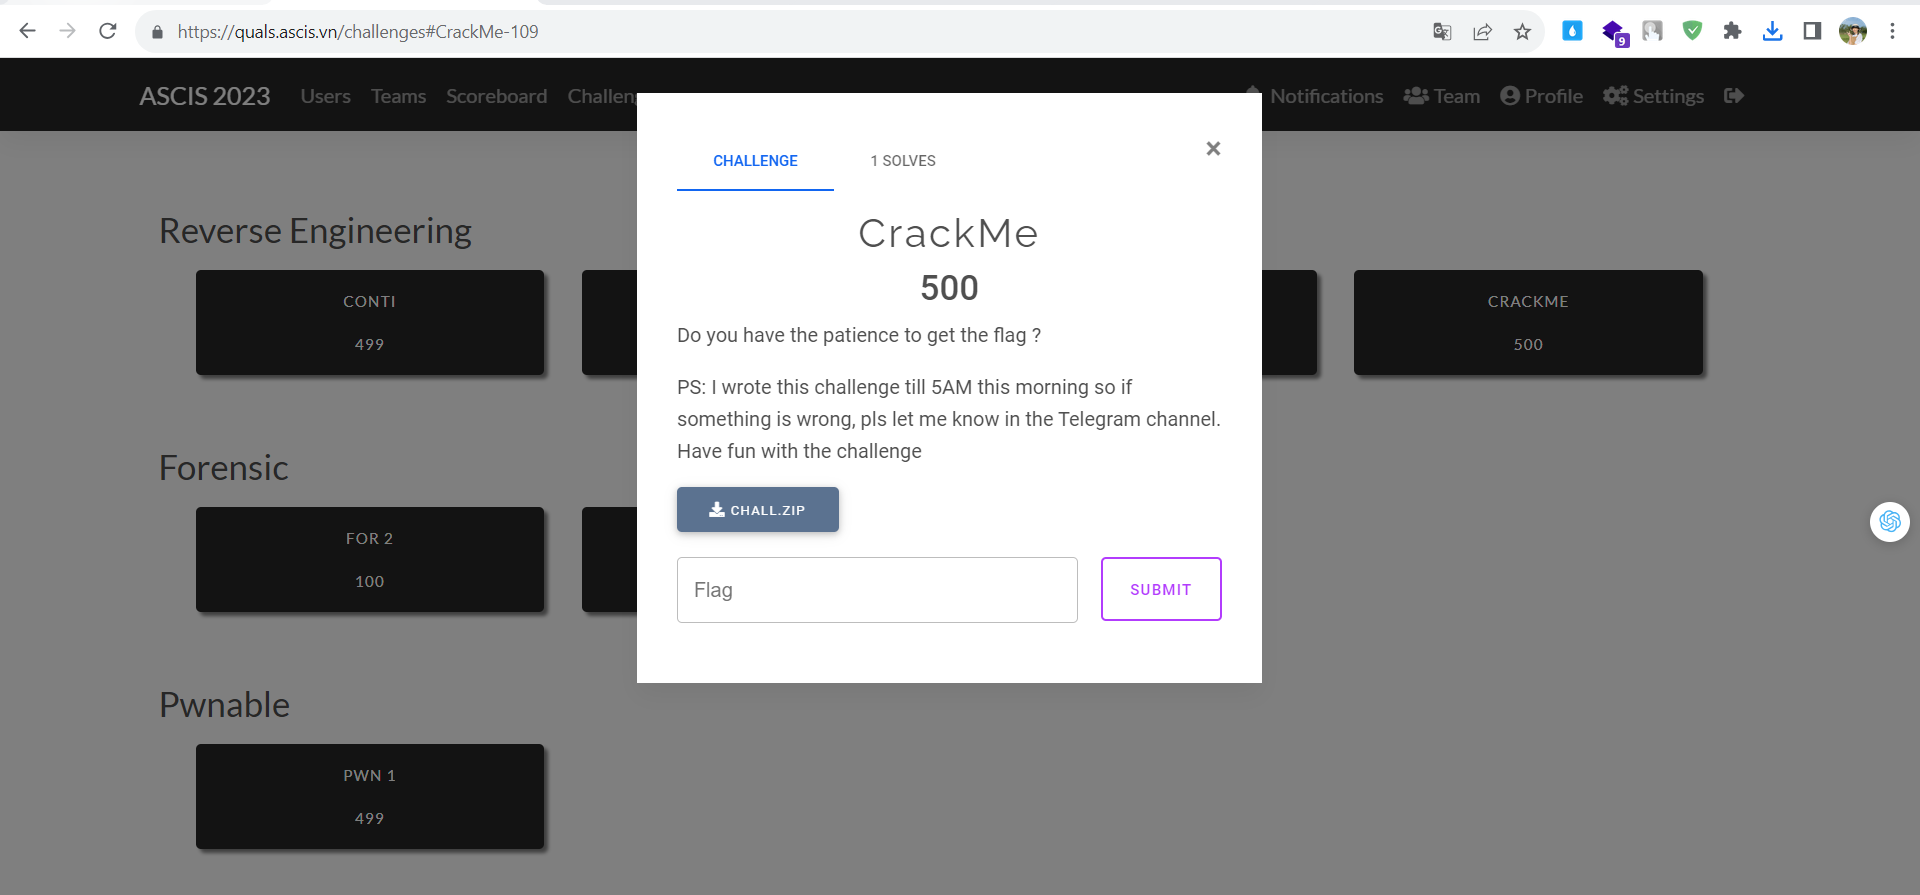 https://quals.ascis.vn/challenges#CrackMe-109
9
ASCIS 2023 Users Teams Scoreboard Notifications Team Profile Settings
CHALLENGE 1 SOLVES ×
CrackMe
500
Do you have the patience to get the flag ?
PS: I wrote this challenge till 5AM this morning so if
something is wrong, pls let me know in the Telegram channel.
Have fun with the challenge
CHALL.ZIP
Flag SUBMIT
Reverse Engineering
CONTI
499
CRACKME
500
Forensic
FOR 2
100
Pwnable
PWN 1
499